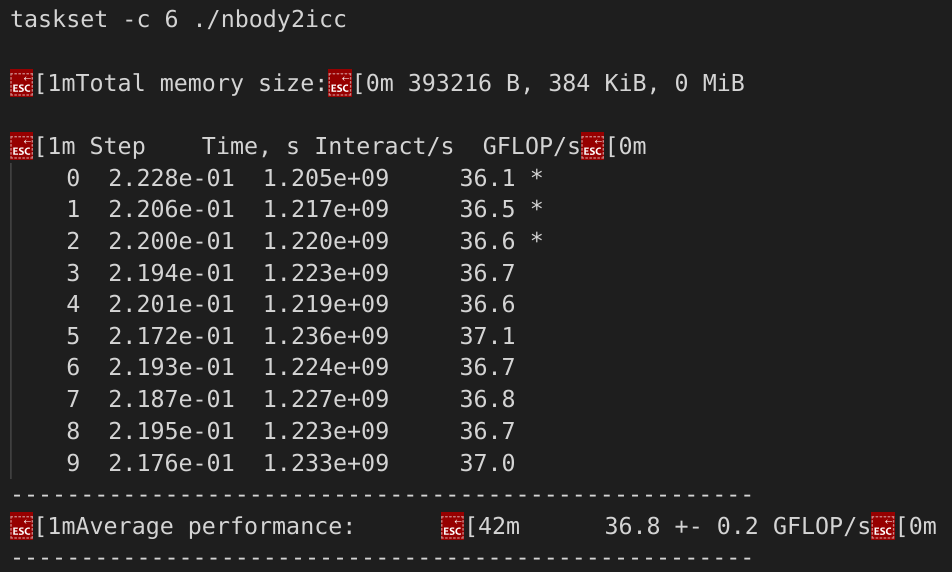 taskset -c 6 ./nbody2icc
ESC[1mTotal memory size:ESC[0m 393216 B, 384 KiB, 0 MiB
ESC[1m Step    Time, s Interact/s  GFLOP/sESC[0m
    0  2.228e-01  1.205e+09     36.1 *
    1  2.206e-01  1.217e+09     36.5 *
    2  2.200e-01  1.220e+09     36.6 *
    3  2.194e-01  1.223e+09     36.7
    4  2.201e-01  1.219e+09     36.6
    5  2.172e-01  1.236e+09     37.1
    6  2.193e-01  1.224e+09     36.7
    7  2.187e-01  1.227e+09     36.8
    8  2.195e-01  1.223e+09     36.7
    9  2.176e-01  1.233e+09     37.0
-----------------------------------------------------
ESC[1mAverage performance:      ESC[42m      36.8 +- 0.2 GFLOP/sESC[0m
-----------------------------------------------------